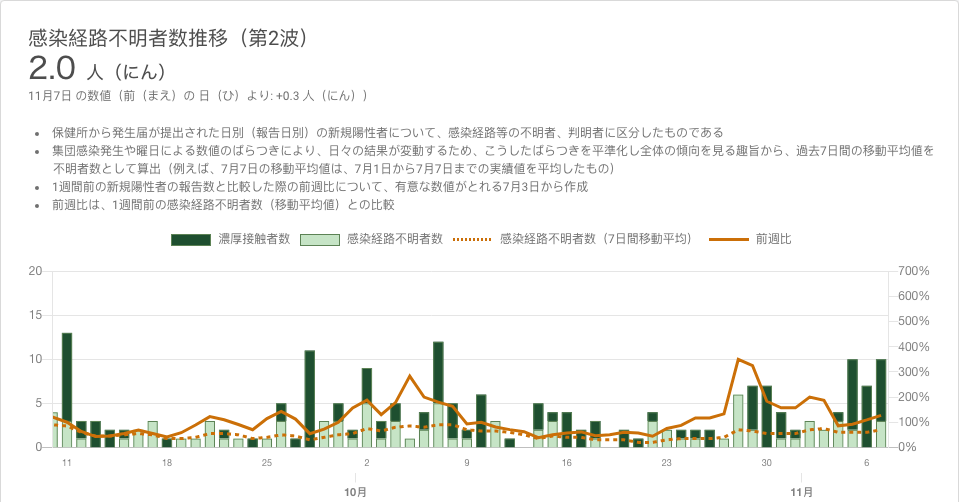 感染経路不明者数推移（第2波）
2.0 人（にん）
11月7日 の数値（前（まえ）の 日（ひ）より: +0.3 人（にん））
保健所から発生届が提出された日別（報告日別）の新規陽性者について、感染経路等の不明者、判明者に区分したものである
集団感染発生や曜日による数値のばらつきにより、日々の結果が変動するため、こうしたばらつきを平準化し全体の傾向を見る趣旨から、過去7日間の移動平均値を
不明者数として算出（例えば、7月7日の移動平均値は、7月1日から7月7日までの実績値を平均したもの）
1週間前の新規陽性者の報告数と比較した際の前週比について、有意な数値がとれる7月3日から作成
前週比は、1週間前の感染経路不明者数（移動平均値）との比較
濃厚接触者数 感染経路不明者数 感染経路不明者数（7日間移動平均） 前週比
20 700%
600%
15 500%
400%
10 300%
200%
5 100%
0 0%
11 18 25 2 9 16 23 30 6
10月 11月